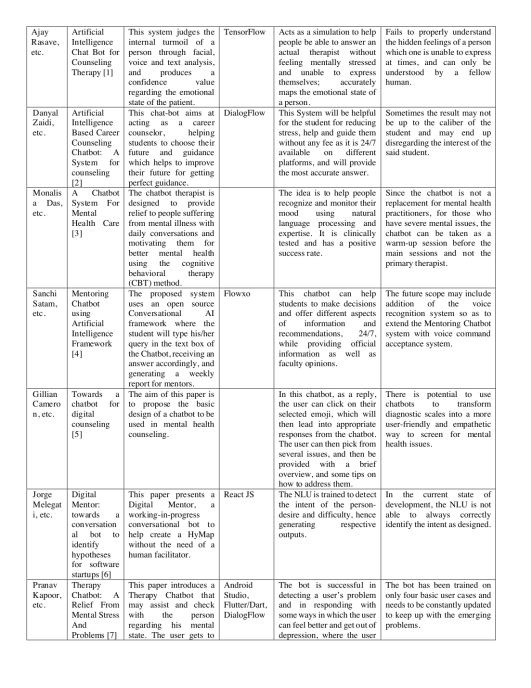 Ajay
Rasave,
etc.
Artificial
Intelligence
Chat Bot for
Counseling
Therapy [1]
This system judges the
internal turmoil of a
person through facial,
voice and text analysis,
and produces a
confidence value
regarding the emotional
state of the patient.
TensorFlow
Acts as a simulation to help
people be able to answer an
actual therapist without
feeling mentally stressed
and unable to express
themselves; accurately
maps the emotional state of
a person.
Fails to properly understand
the hidden feelings of a person
which one is unable to express
at times, and can only be
understood by a fellow
human.
Danyal
Zaidi,
etc.
Artificial
Intelligence
Based Career
Counseling
Chatbot: A
System for
counseling
[2]
This chat-bot aims at
acting as a career
counselor, helping
students to choose their
future and guidance
which helps to improve
their future for getting
perfect guidance.
DialogFlow
This System will be helpful
for the student for reducing
stress, help and guide them
without any fee as it is 24/7
available on different
platforms, and will provide
the most accurate answer.
Sometimes the result may not
be up to the caliber of the
student and may end up
disregarding the interest of the
said student.
Monalis
a Das,
etc.
A Chatbot
System For
Mental
Health Care
[3]
The chatbot therapist is
designed to provide
relief to people suffering
from mental illness with
daily conversations and
motivating them for
better mental health
using the cognitive
behavioral therapy
(CBT) method.
The idea is to help people
recognize and monitor their
mood using natural
language processing and
expertise. It is clinically
tested and has a positive
success rate.
Since the chatbot is not a
replacement for mental health
practitioners, for those who
have severe mental issues, the
chatbot can be taken as a
warm-up session before the
main sessions and not the
primary therapist.
Sanchi
Satam,
etc.
Mentoring
Chatbot
using
Artificial
Intelligence
Framework
[4]
The proposed system
uses an open source
Conversational AI
framework where the
student will type his/her
query in the text box of
the Chatbot, receiving an
answer accordingly, and
generating a weekly
report for mentors.
Flowxo
This chatbot can help
students to make decisions
and offer different aspects
of information and
recommendations, 24/7,
while providing official
information as well as
faculty opinions.
The future scope may include
addition of the voice
recognition system so as to
extend the Mentoring Chatbot
system with voice command
acceptance system.
Gillian
Camero
n, etc.
Towards a
chatbot for
digital
counseling
[5]
The aim of this paper is
to propose the basic
design of a chatbot to be
used in mental health
counseling.
In this chatbot, as a reply,
the user can click on their
selected emoji, which will
then lead into appropriate
responses from the chatbot.
The user can then pick from
several issues, and then be
provided with a brief
overview, and some tips on
how to address them.
There is potential to use
chatbots to transform
diagnostic scales into a more
user-friendly and empathetic
way to screen for mental
health issues.
Jorge
Melegat
i, etc.
Digital
Mentor:
towards a
conversation
al bot to
identify
hypotheses
for software
startups [6]
This paper presents a
Digital Mentor, a
working-in-progress
conversational bot to
help create a HyMap
without the need of a
human facilitator.
React JS
The NLU is trained to detect
the intent of the person-
desire and difficulty, hence
generating respective
outputs.
In the current state of
development, the NLU is not
able to always correctly
identify the intent as designed.
Pranav
Kapoor,
etc.
Therapy
Chatbot: A
Relief From
Mental Stress
And
Problems [7]
This paper introduces a
Therapy Chatbot that
may assist and check
with the person
regarding his mental
state. The user gets to
Android
Studio,
Flutter/Dart,
DialogFlow
The bot is successful in
detecting a user's problem
and in responding with
some ways in which the user
can feel better and get out of
depression, where the user
The bot has been trained on
only four basic user cases and
needs to be constantly updated
to keep up with the emerging
problems.